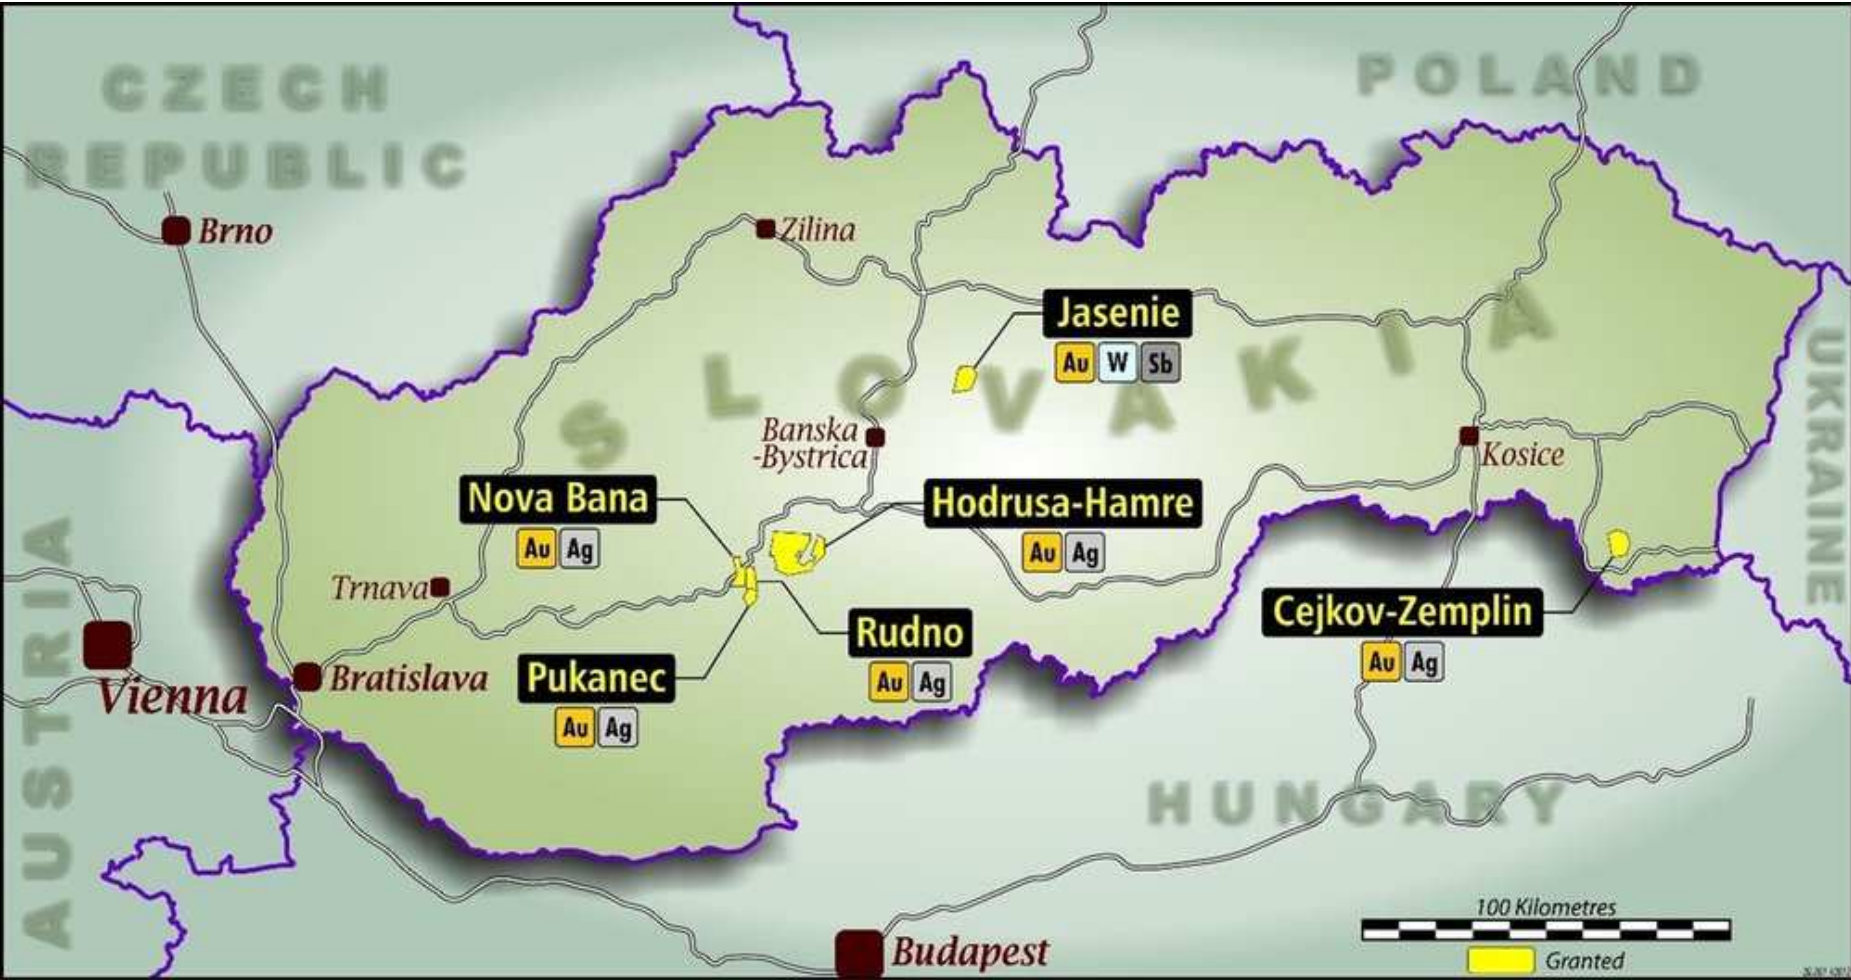 CZECH
REPUBLIC
POLAND
Brno
Zilina
Jasenie
Au W Sb
SLOVAKIA
UKRAINE
Banska
-Bystrica
Kosice
Nova Bana
Au Ag
Hodrusa-Hamre
Au Ag
AUSTRIA
Trnava
Cejkov-Zemplin
Au Ag
Rudno
Au Ag
Pukanec
Au Ag
Bratislava
Vienna
HUNGARY
100 Kilometres
Budapest
Granted